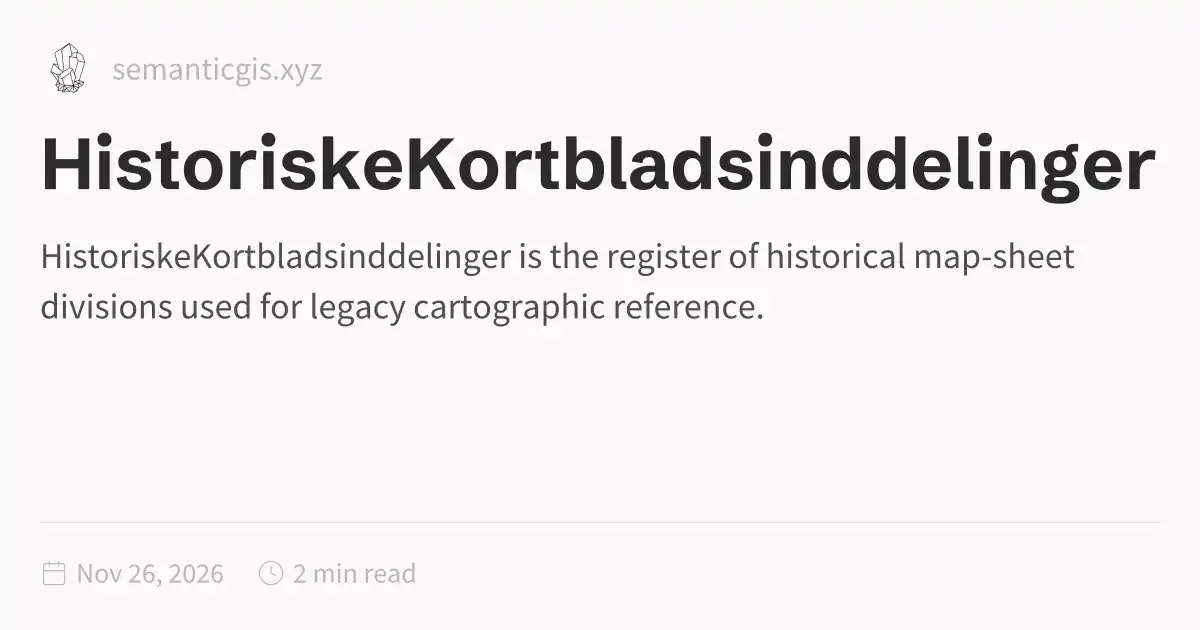 semanticgis.xyz
HistoriskeKortbladsinddelinger
HistoriskeKortbladsinddelinger is the register of historical map-sheet
divisions used for legacy cartographic reference.
Nov 26, 2026 2 min read